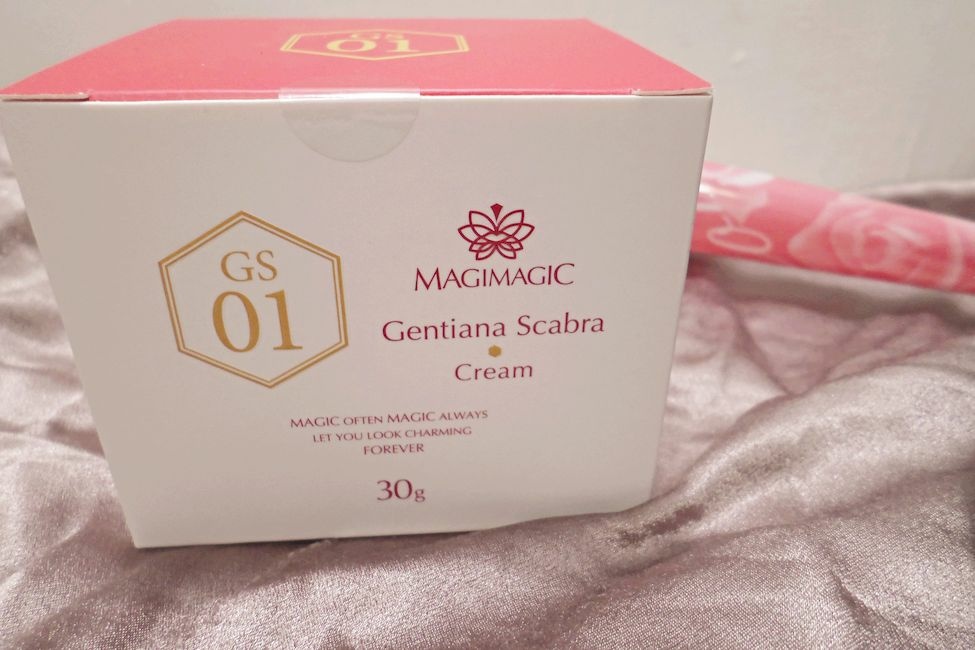 GS
01
GS
01
MAGIMAGIC
Gentiana Scabra
Cream
MAGIC OFTEN MAGIC ALWAYS
LET YOU LOOK CHARMING
FOREVER
30g